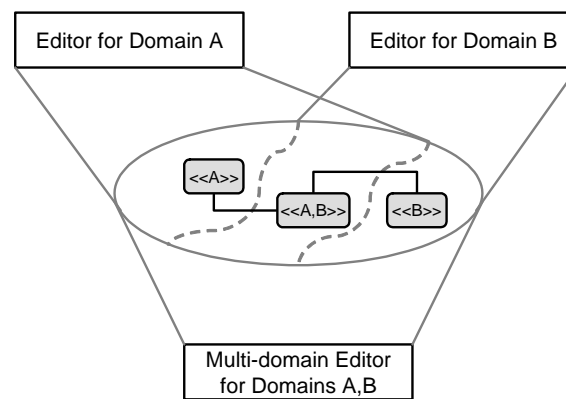 Editor for Domain A
Editor for Domain B
<<A>>
<<A,B>>
<<B>>
Multi-domain Editor
for Domains A,B